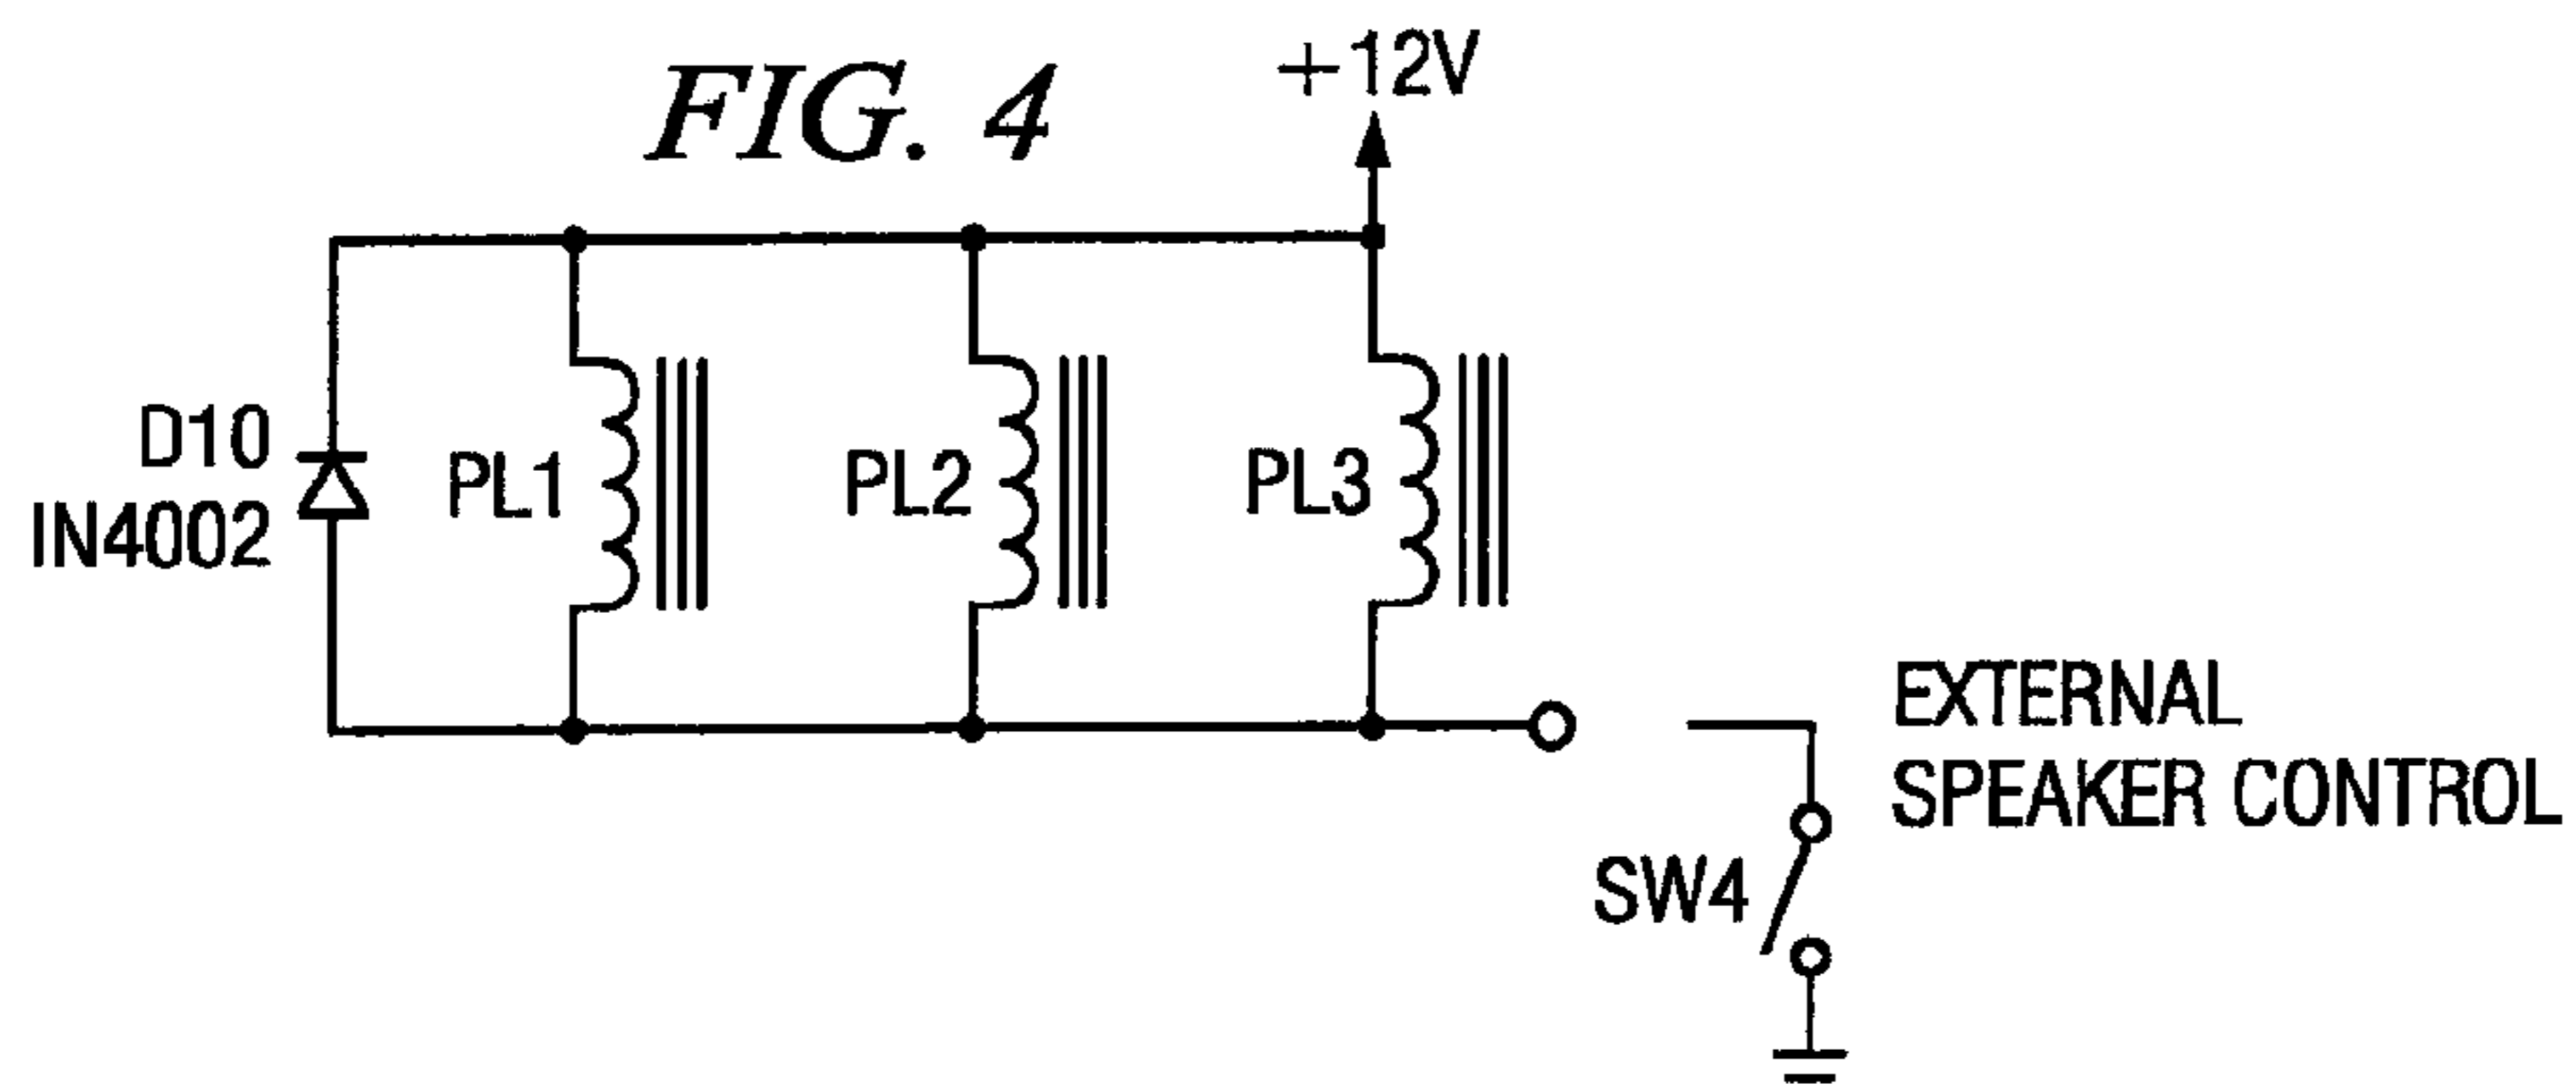 FIG. 4
+12V
D10
IN4002
PL1
PL2
PL3
EXTERNAL
SPEAKER CONTROL
SW4